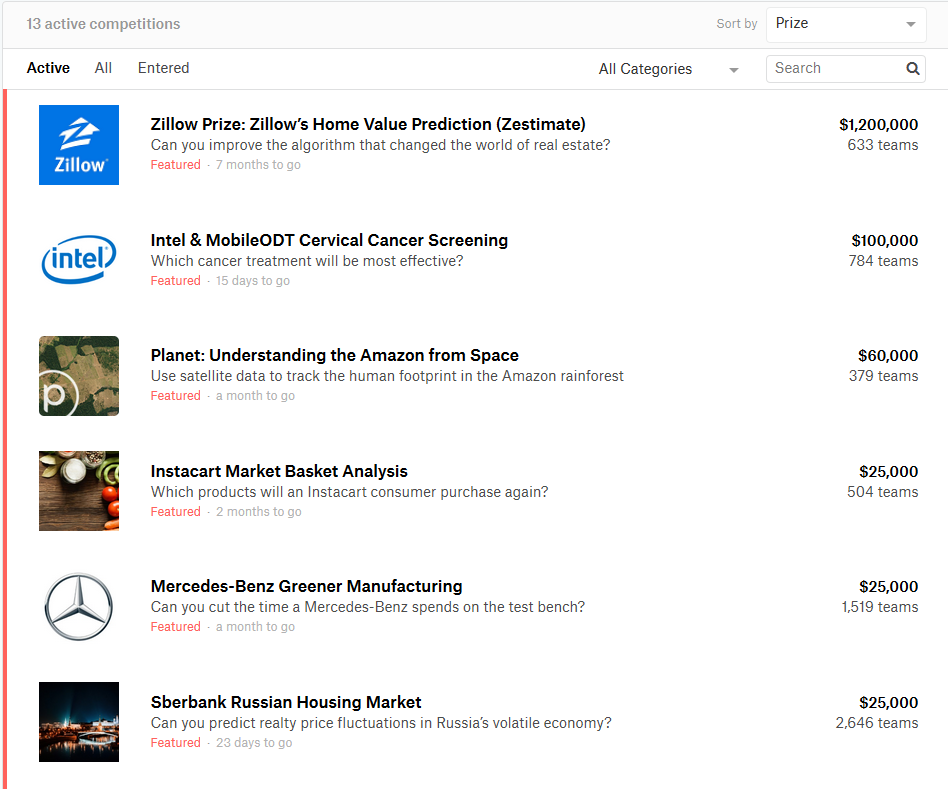 13 active competitions
Sort by Prize
Active All Entered All Categories Search
Zillow
Zillow Prize: Zillow’s Home Value Prediction (Zestimate) $1,200,000
Can you improve the algorithm that changed the world of real estate? 633 teams
Featured · 7 months to go
intel
Intel & MobileODT Cervical Cancer Screening $100,000
Which cancer treatment will be most effective? 784 teams
Featured · 15 days to go
p
Planet: Understanding the Amazon from Space $60,000
Use satellite data to track the human footprint in the Amazon rainforest 379 teams
Featured · a month to go
Instacart Market Basket Analysis $25,000
Which products will an Instacart consumer purchase again? 504 teams
Featured · 2 months to go
Mercedes-Benz Greener Manufacturing $25,000
Can you cut the time a Mercedes-Benz spends on the test bench? 1,519 teams
Featured · a month to go
Sberbank Russian Housing Market $25,000
Can you predict realty price fluctuations in Russia’s volatile economy? 2,646 teams
Featured · 23 days to go